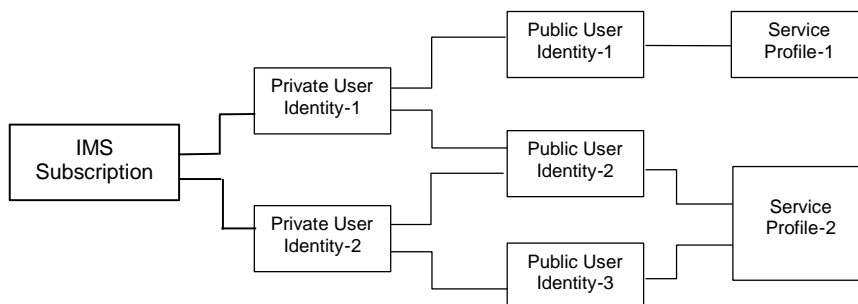 IMS
Subscription
Private User
Identity-1
Private User
Identity-2
Public User
Identity-1
Public User
Identity-2
Public User
Identity-3
Service
Profile-1
Service
Profile-2